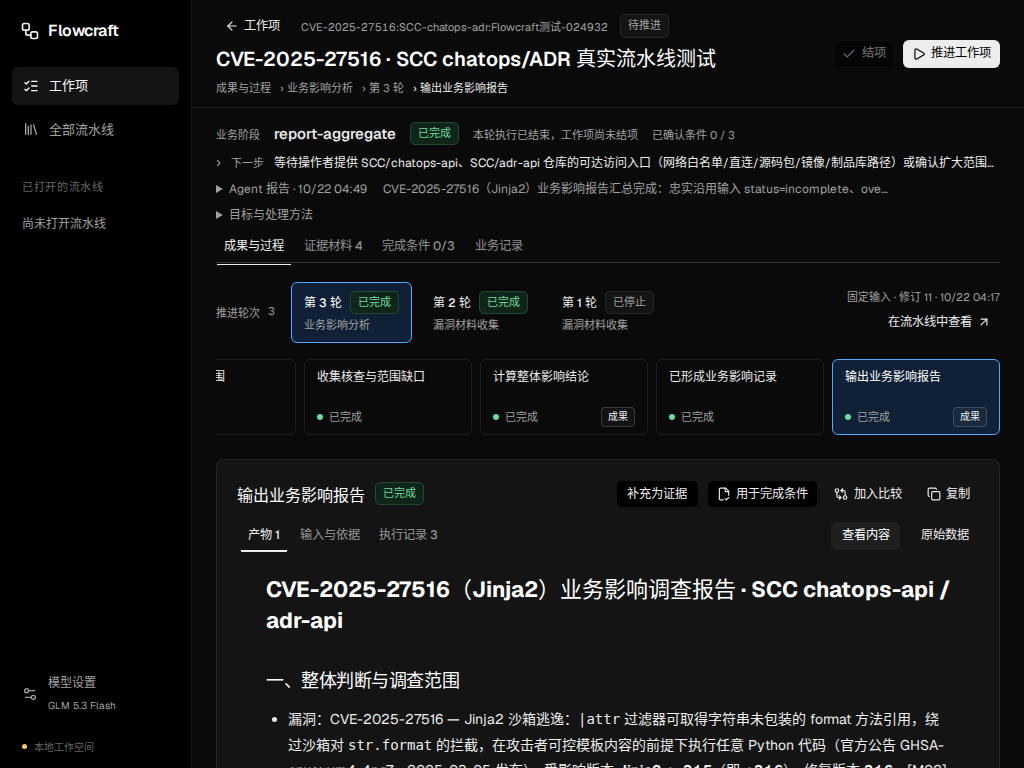 Flowcraft
工作项
全部流水线
已打开的流水线
尚未打开流水线
模型设置
GLM 5.3 Flash
本地工作空间
工作项 CVE-2025-27516:SCC-chatops-adr:Flowcraft测试-024932 待推进
CVE-2025-27516 · SCC chatops/ADR 真实流水线测试
结项 推进工作项
成果与过程 › 业务影响分析 › 第 3 轮 › 输出业务影响报告
业务阶段 report-aggregate 已完成 本轮执行已结束，工作项尚未结项 已确认条件 0 / 3
› 下一步 等待操作者提供 SCC/chatops-api、SCC/adr-api 仓库的可达访问入口（网络白名单/直连/源码包/镜像/制品库路径）或确认扩大范围…
Agent 报告 · 10/22 04:49 CVE-2025-27516（Jinja2）业务影响报告汇总完成：忠实沿用输入 status=incomplete、ove…
目标与处理方法
成果与过程 证据材料 4 完成条件 0/3 业务记录
推进轮次 3
第 3 轮 已完成
业务影响分析
第 2 轮 已完成
漏洞材料收集
第 1 轮 已停止
漏洞材料收集
固定输入 · 修订 11 · 10/22 04:17
在流水线中查看
围
收集核查与范围缺口
已完成
计算整体影响结论
已完成 成果
已形成业务影响记录
已完成
输出业务影响报告
已完成 成果
输出业务影响报告 已完成
补充为证据 用于完成条件 加入比较 复制
产物 1 输入与依据 执行记录 3
查看内容 原始数据
CVE-2025-27516（Jinja2）业务影响调查报告 · SCC chatops-api /
adr-api
一、整体判断与调查范围
漏洞：CVE-2025-27516 — Jinja2 沙箱逃逸：|attr 过滤器可取得字符串未包装的 format 方法引用，绕
过沙箱对 str.format 的拦截，在攻击者可控模板内容的前提下执行任意 Python 代码（官方公告 GHSA-